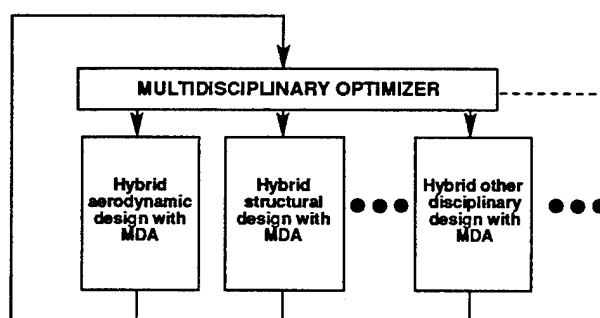 MULTIDISCIPLINARY OPTIMIZER
Hybrid
aerodynamic
design with
MDA
Hybrid
structural
design with
MDA
Hybrid other
disciplinary
design with
MDA